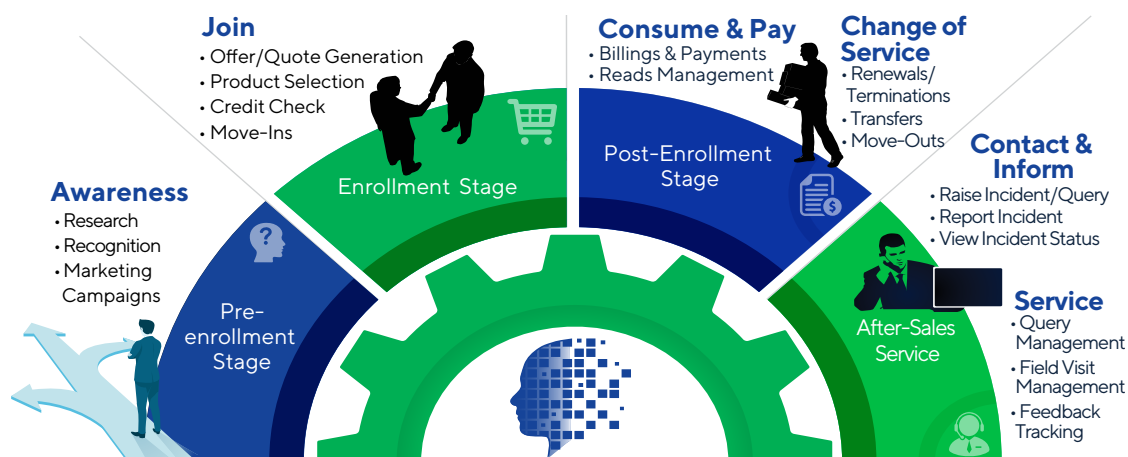 Awareness
• Research
• Recognition
• Marketing
Campaigns
Pre-
enrollment
Stage
Join
• Offer/Quote Generation
• Product Selection
• Credit Check
• Move-Ins
Enrollment Stage
Consume & Pay
• Billings & Payments
• Reads Management
Change of
Service
• Renewals/
Terminations
• Transfers
• Move-Outs
Post-Enrollment
Stage
$
Contact &
Inform
• Raise Incident/Query
• Report Incident
• View Incident Status
After-Sales
Service
Service
• Query
Management
• Field Visit
Management
• Feedback
Tracking
?